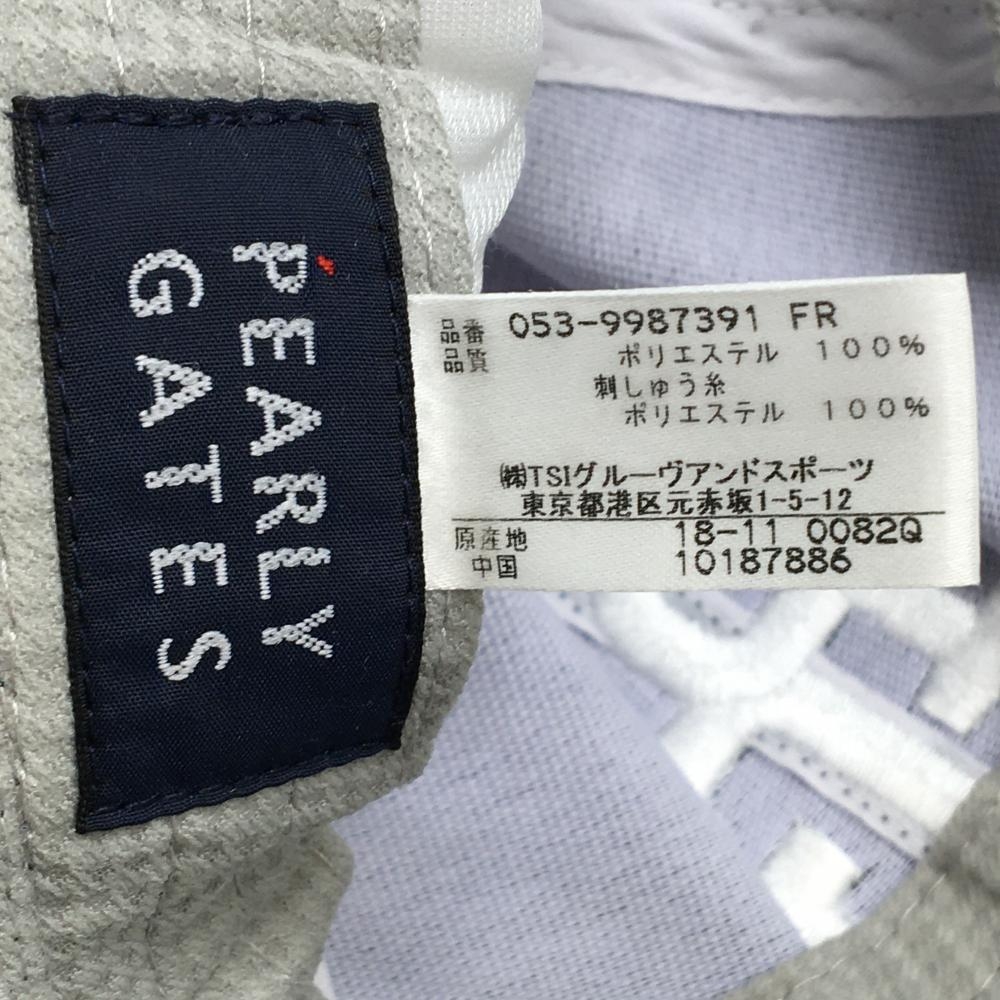 PEARLY
GATES
品番 053-9987391 FR
品質 ポリエステル 100%
刺しゅう糸
ポリエステル 100%
㈱TSIグルーヴアンドスポーツ
東京都港区元赤坂1-5-12
原産地 18-11 0082Q
中国 10187886